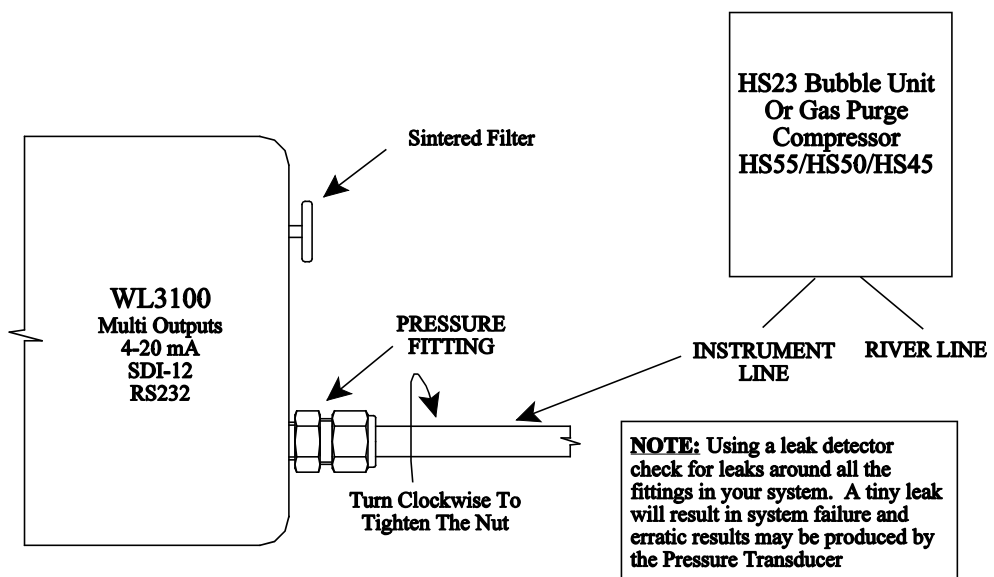 HS23 Bubble Unit
Or Gas Purge
Compressor
HS55/HS50/HS45
Sintered Filter
WL3100
Multi Outputs
4-20 mA
SDI-12
RS232
PRESSURE
FITTING
INSTRUMENT
LINE
RIVER LINE
Turn Clockwise To
Tighten The Nut
NOTE: Using a leak detector
check for leaks around all the
fittings in your system. A tiny leak
will result in system failure and
erratic results may be produced by
the Pressure Transducer